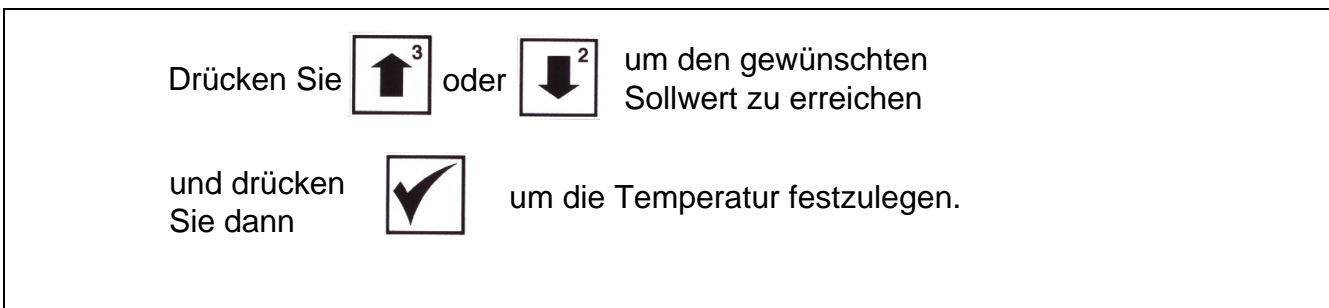 Drücken Sie 3 oder 2 um den gewünschten
Sollwert zu erreichen
und drücken
Sie dann um die Temperatur festzulegen.